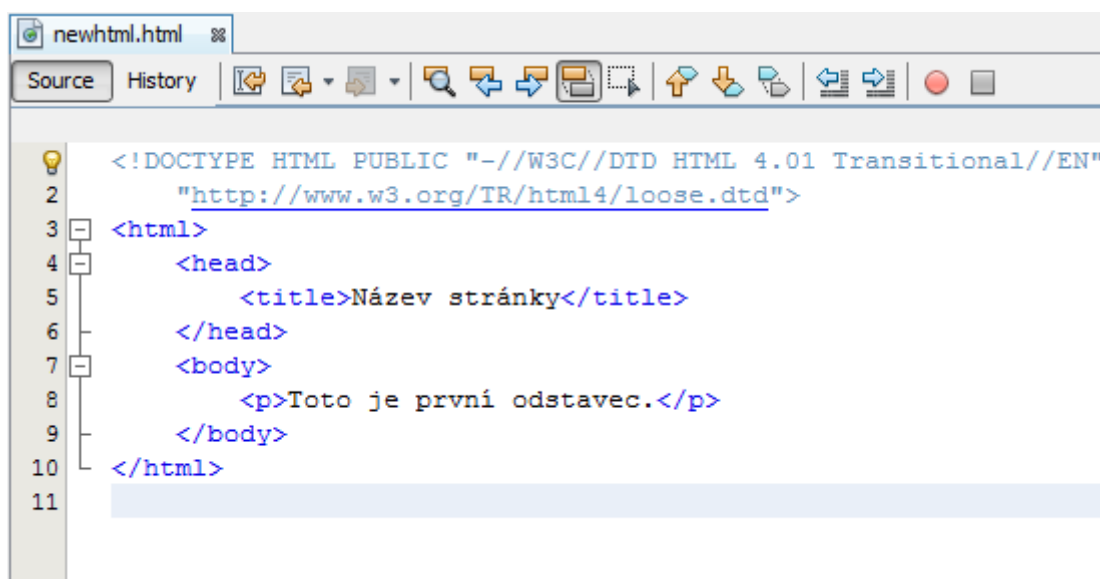 newhtml.html
Source History
<!DOCTYPE HTML PUBLIC "-//W3C//DTD HTML 4.01 Transitional//EN"
2 "http://www.w3.org/TR/html4/loose.dtd">
3 <html>
4 <head>
5 <title>Název stránky</title>
6 </head>
7 <body>
8 <p>Toto je první odstavec.</p>
9 </body>
10 </html>
11